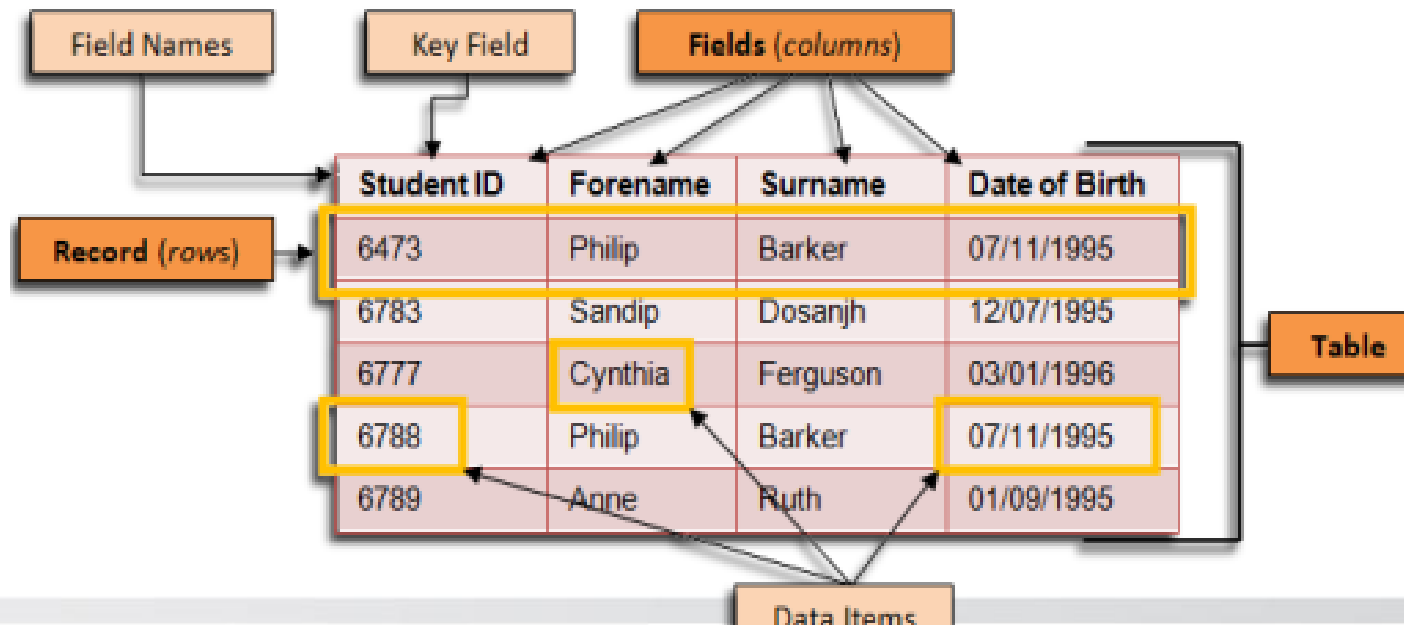 Field Names
Key Field
Fields (columns)
Student ID Forename Surname Date of Birth
Record (rows)
6473 Philip Barker 07/11/1995
6783 Sandip Dosanjh 12/07/1995
Table
6777 Cynthia Ferguson 03/01/1996
6788 Philip Barker 07/11/1995
6789 Anne Ruth 01/09/1995
Data Items